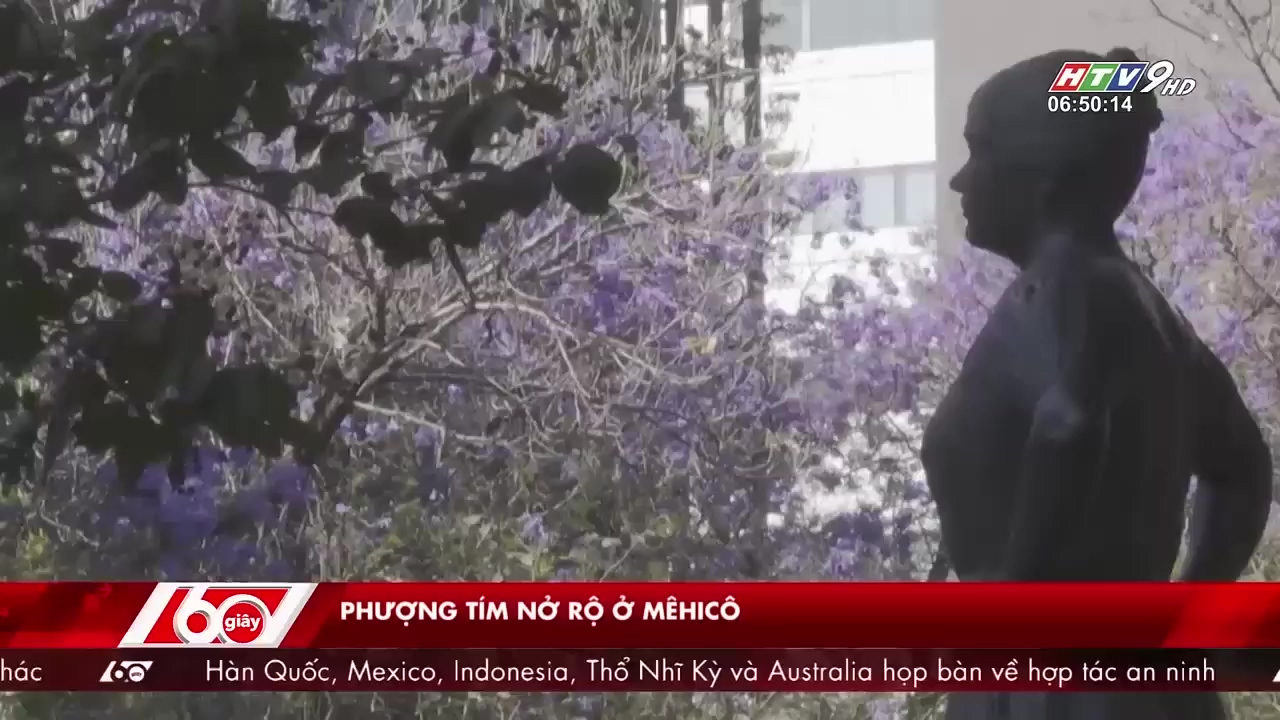 HTV9HD
06:50:14
60 giây
PHƯỢNG TÍM NỞ RỘ Ở MÊHICÔ
hác 60 giây Hàn Quốc, Mexico, Indonesia, Thổ Nhĩ Kỳ và Australia họp bàn về hợp tác an ninh